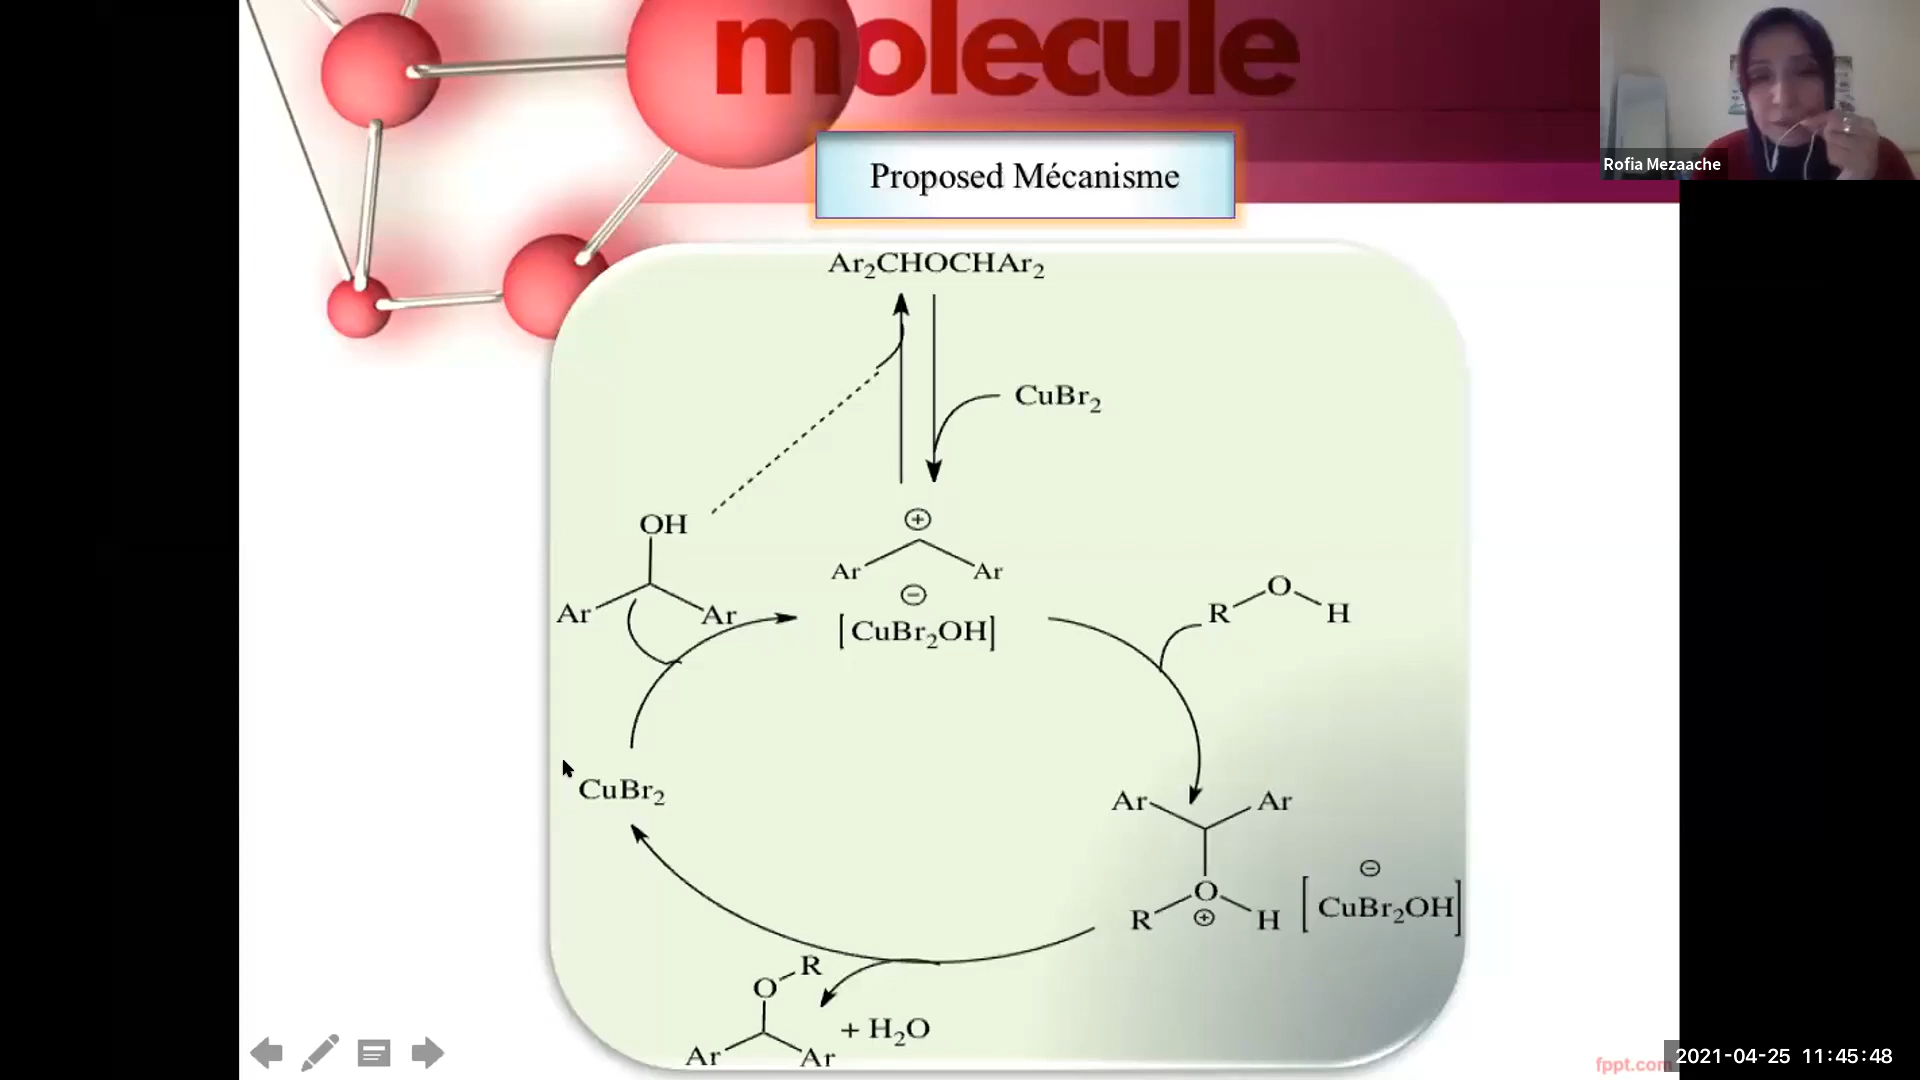 molecule
Rofia Mezaache
Proposed Mécanisme
Ar₂CHOCHAr₂
CuBr₂
OH
Ar Ar
⊕
Ar Ar
⊖
[CuBr₂OH]
R O H
CuBr₂
Ar Ar
R O H
⊕
⊖
[CuBr₂OH]
O R
Ar Ar
+ H₂O
fppt.com
2021-04-25 11:45:48